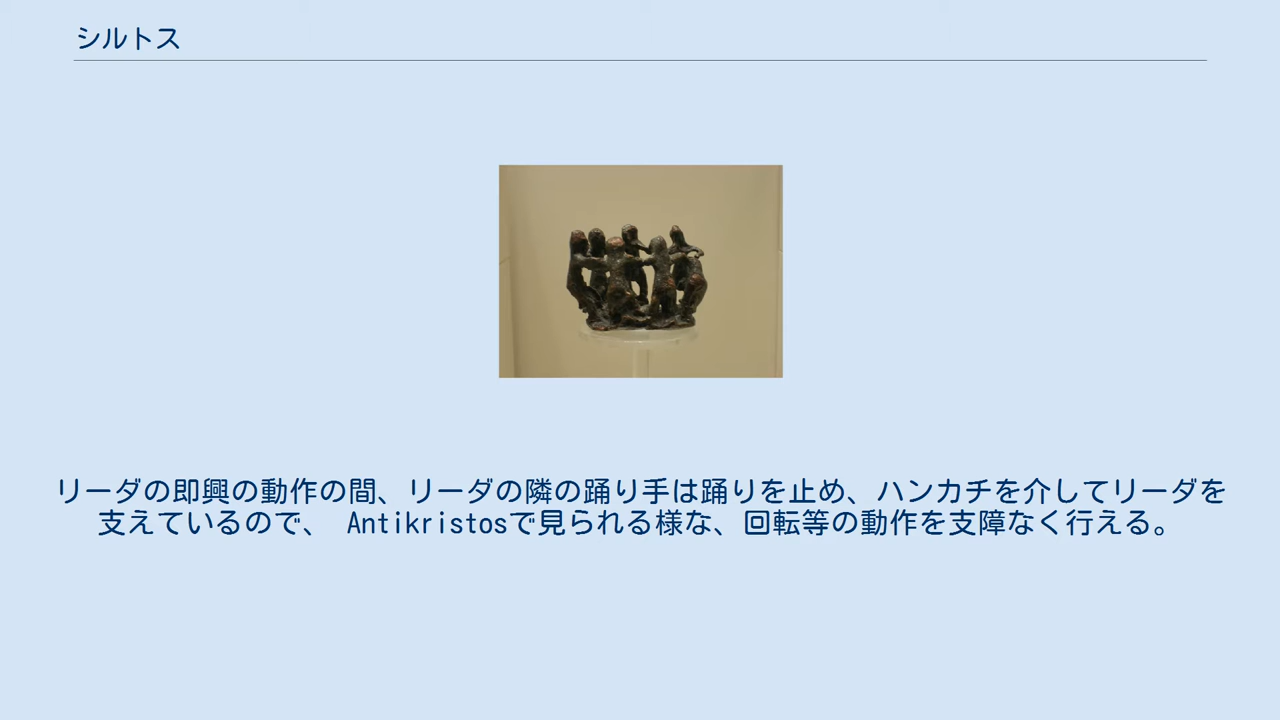 シルトス
リーダの即興の動作の間、リーダの隣の踊り手は踊りを止め、ハンカチを介してリーダを
支えているので、 Antikristosで見られる様な、回転等の動作を支障なく行える。